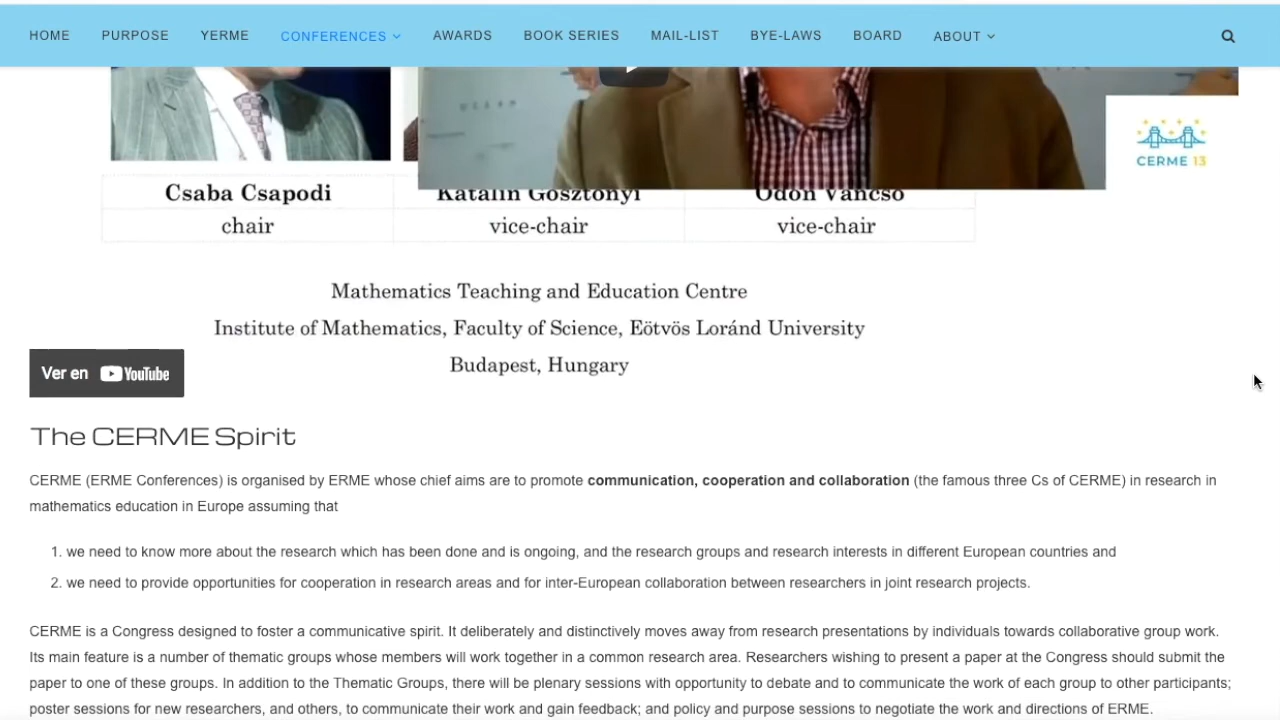 HOME PURPOSE YERME CONFERENCES AWARDS BOOK SERIES MAIL-LIST BYE-LAWS BOARD ABOUT
CERME 13
Csaba Csapodi Katalin Gosztonyi Ödön Vancsó
chair vice-chair vice-chair
Mathematics Teaching and Education Centre
Institute of Mathematics, Faculty of Science, Eötvös Loránd University
Budapest, Hungary
Ver en YouTube
The CERME Spirit
CERME (ERME Conferences) is organised by ERME whose chief aims are to promote communication, cooperation and collaboration (the famous three Cs of CERME) in research in
mathematics education in Europe assuming that
1. we need to know more about the research which has been done and is ongoing, and the research groups and research interests in different European countries and
2. we need to provide opportunities for cooperation in research areas and for inter-European collaboration between researchers in joint research projects.
CERME is a Congress designed to foster a communicative spirit. It deliberately and distinctively moves away from research presentations by individuals towards collaborative group work.
Its main feature is a number of thematic groups whose members will work together in a common research area. Researchers wishing to present a paper at the Congress should submit the
paper to one of these groups. In addition to the Thematic Groups, there will be plenary sessions with opportunity to debate and to communicate the work of each group to other participants;
poster sessions for new researchers, and others, to communicate their work and gain feedback; and policy and purpose sessions to negotiate the work and directions of ERME.